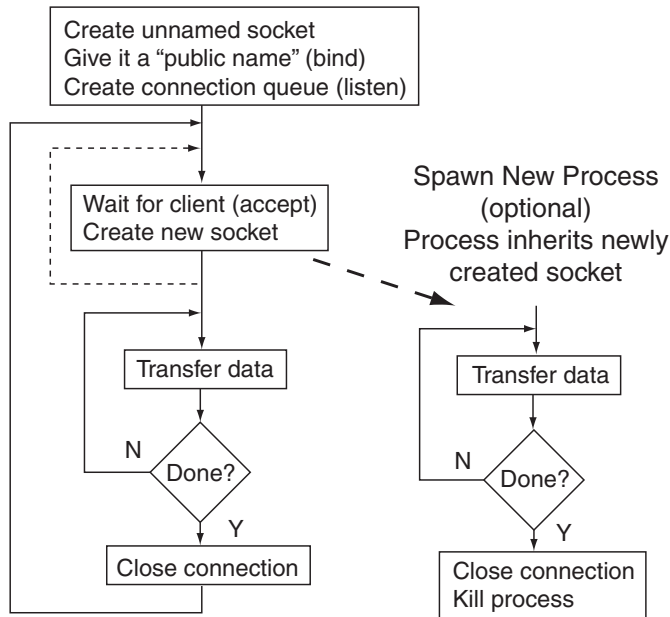 Create unnamed socket
Give it a “public name” (bind)
Create connection queue (listen)
Wait for client (accept)
Create new socket
Transfer data
N
Done?
Y
Close connection
Spawn New Process
(optional)
Process inherits newly
created socket
Transfer data
N
Done?
Y
Close connection
Kill process